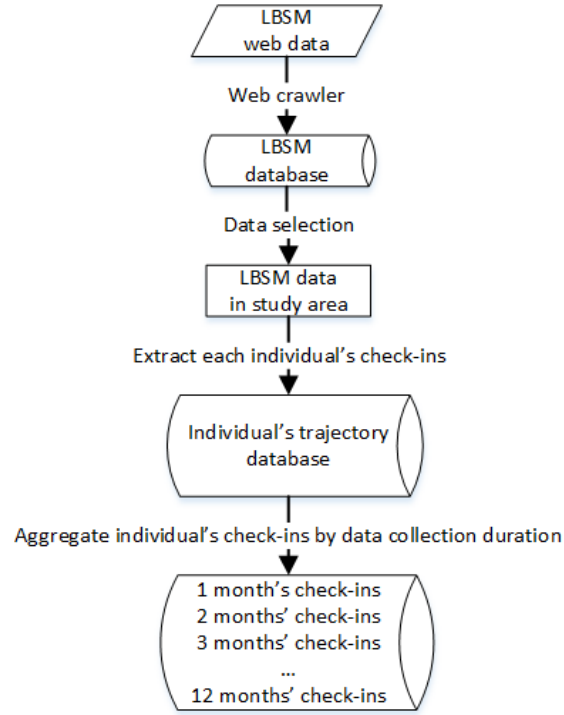 LBSM
web data
Web crawler
LBSM
database
Data selection
LBSM data
in study area
Extract each individual's check-ins
Individual's trajectory
database
Aggregate individual's check-ins by data collection duration
1 month's check-ins
2 months' check-ins
3 months' check-ins
...
12 months' check-ins